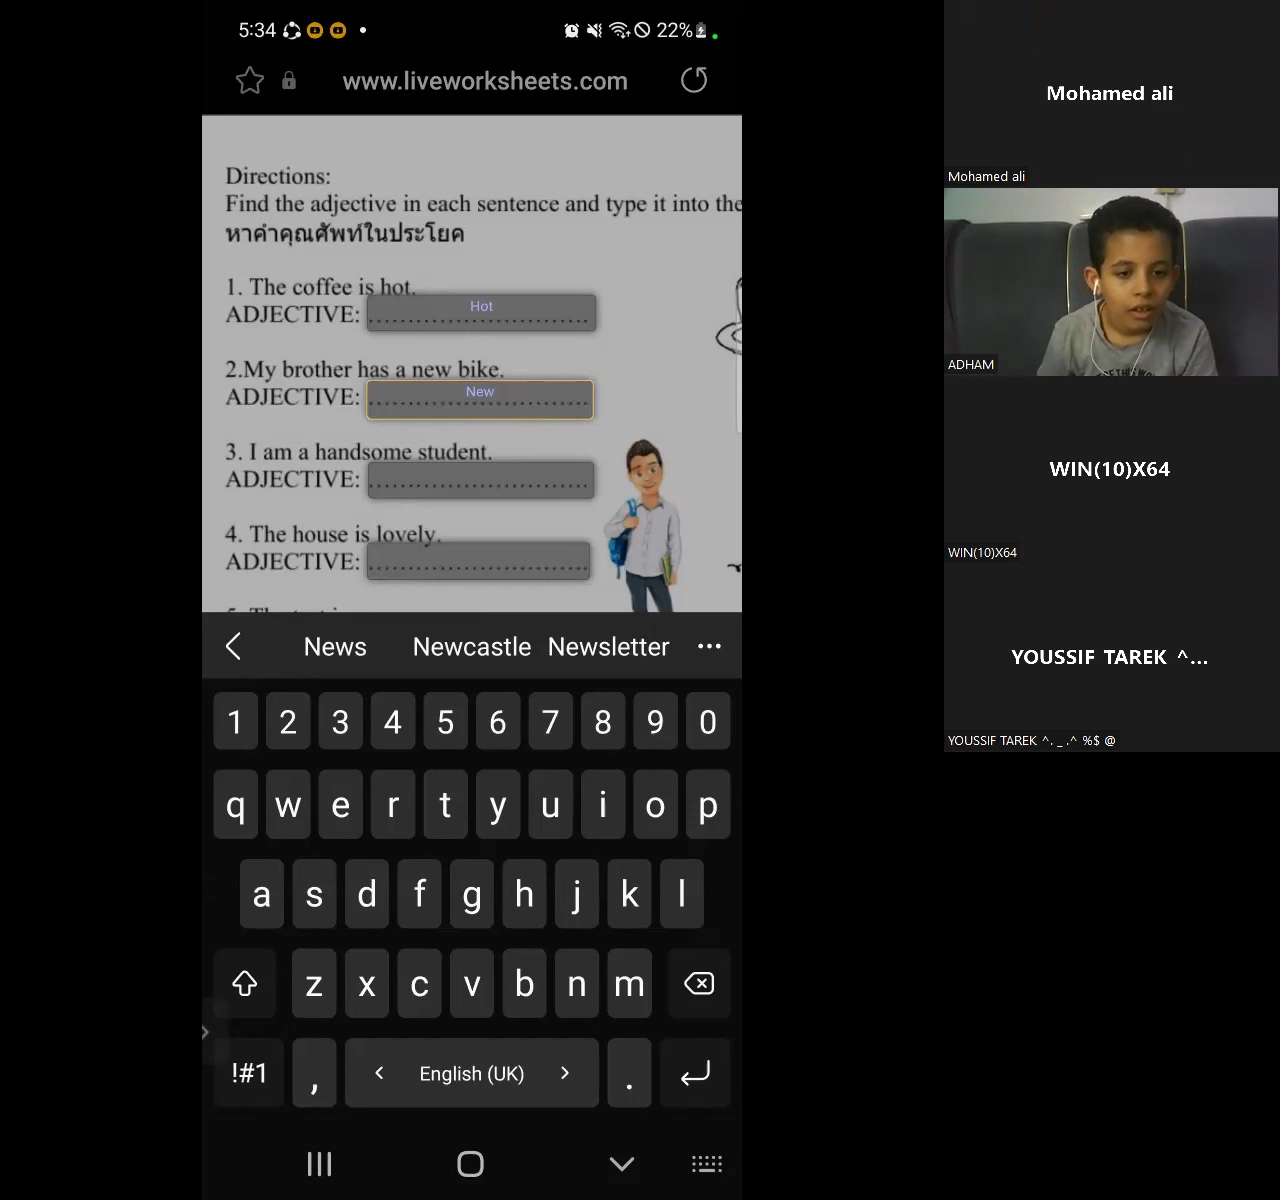 5:34
22%
www.liveworksheets.com
Directions:
Find the adjective in each sentence and type it into the
หาคำคุณศัพท์ในประโยค
1. The coffee is hot.
ADJECTIVE: Hot
2.My brother has a new bike.
ADJECTIVE: New
3. I am a handsome student.
ADJECTIVE:
4. The house is lovely.
ADJECTIVE:
News Newcastle Newsletter
1 2 3 4 5 6 7 8 9 0
q w e r t y u i o p
a s d f g h j k l
z x c v b n m
!#1 , < English (UK) > .
Mohamed ali
Mohamed ali
ADHAM
WIN(10)X64
WIN(10)X64
YOUSSIF TAREK ^...
YOUSSIF TAREK ^. _ .^ %$ @